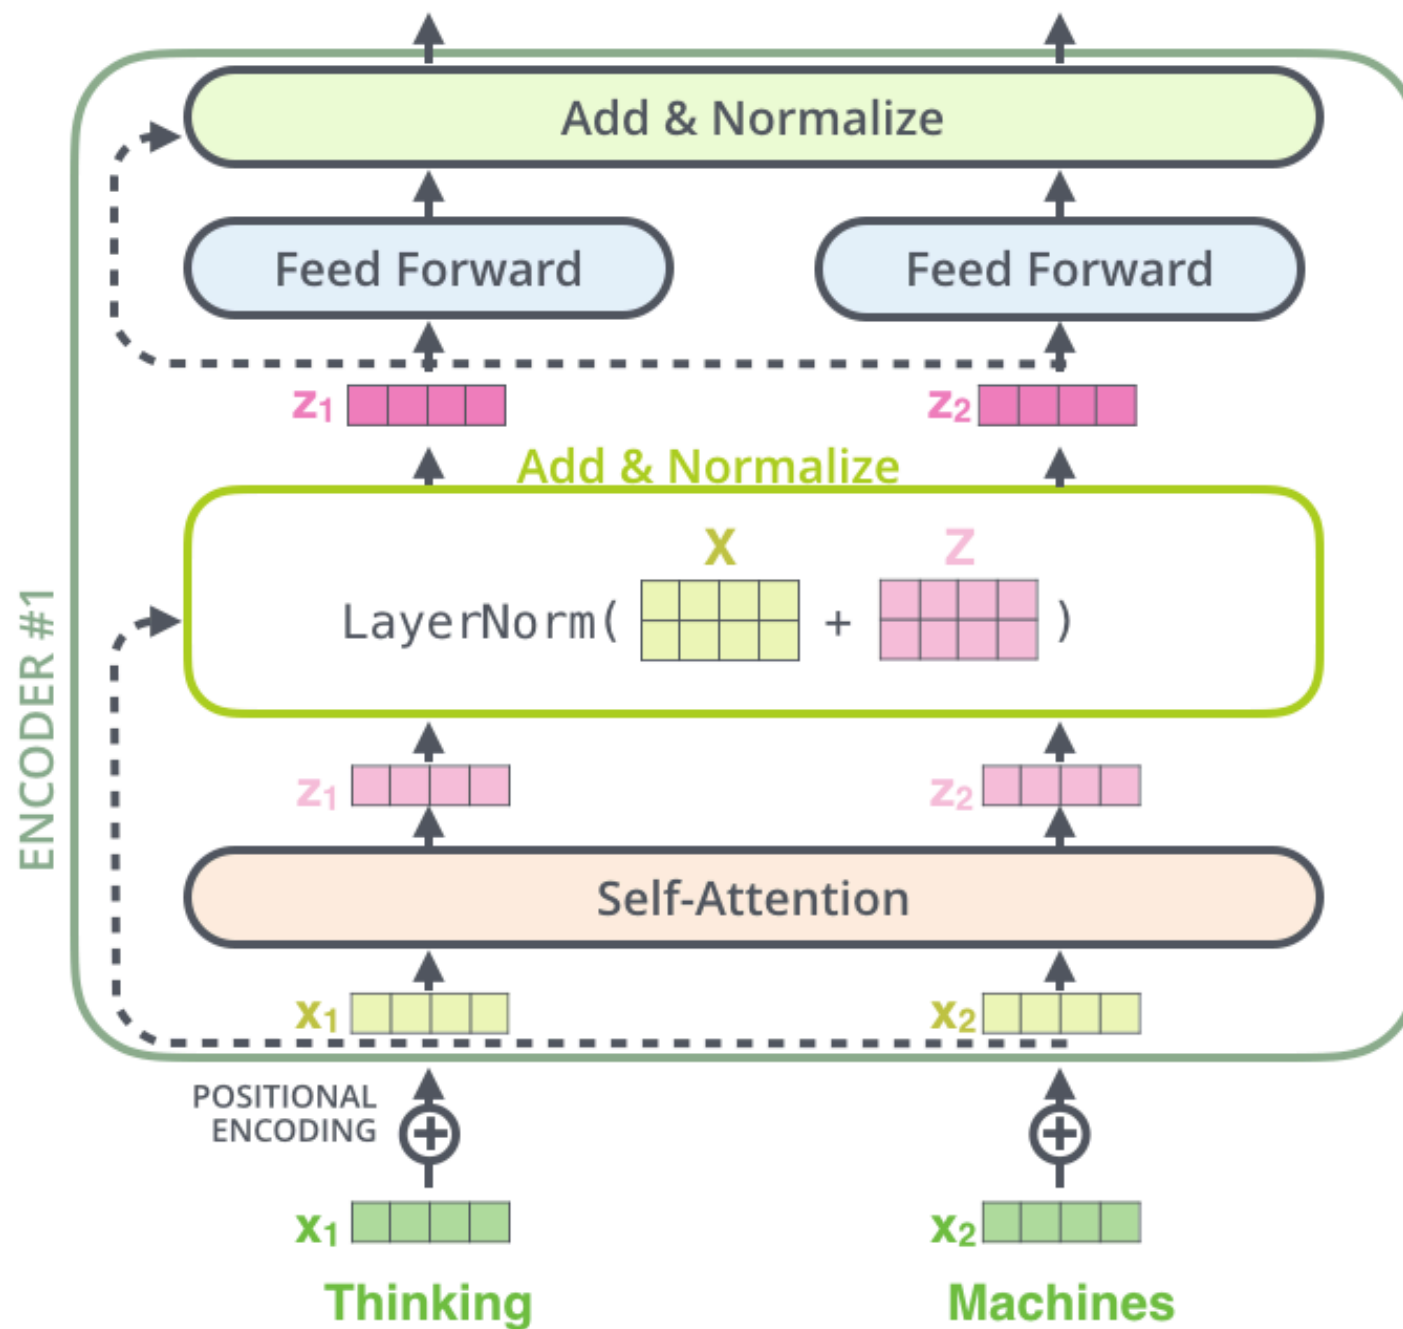 Add & Normalize
Feed Forward
Feed Forward
z1
z2
Add & Normalize
X
Z
LayerNorm(
+
)
ENCODER #1
z1
z2
Self-Attention
x1
x2
POSITIONAL
ENCODING
x1
x2
Thinking
Machines